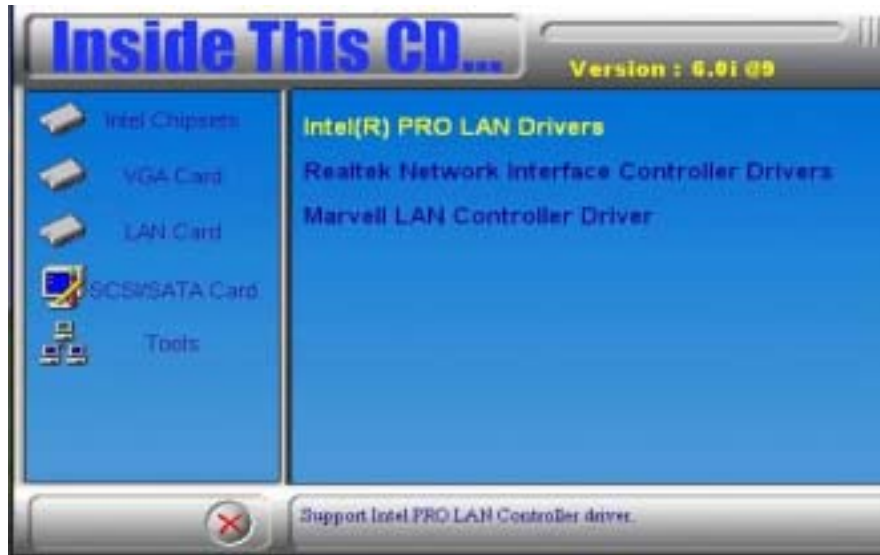 Inside This CD...
Version : 6.0i @9
Intel Chipsets
VGA Card
LAN Card
SCSI/SATA Card
Tools
Intel(R) PRO LAN Drivers
Realtek Network Interface Controller Drivers
Marvell LAN Controller Driver
Support Intel PRO LAN Controller driver.